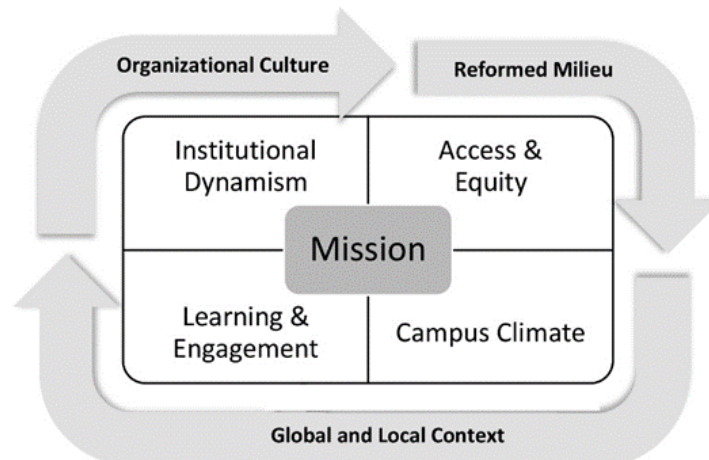 Organizational Culture
Reformed Milieu
Institutional
Dynamism
Access &
Equity
Mission
Learning &
Engagement
Campus Climate
Global and Local Context